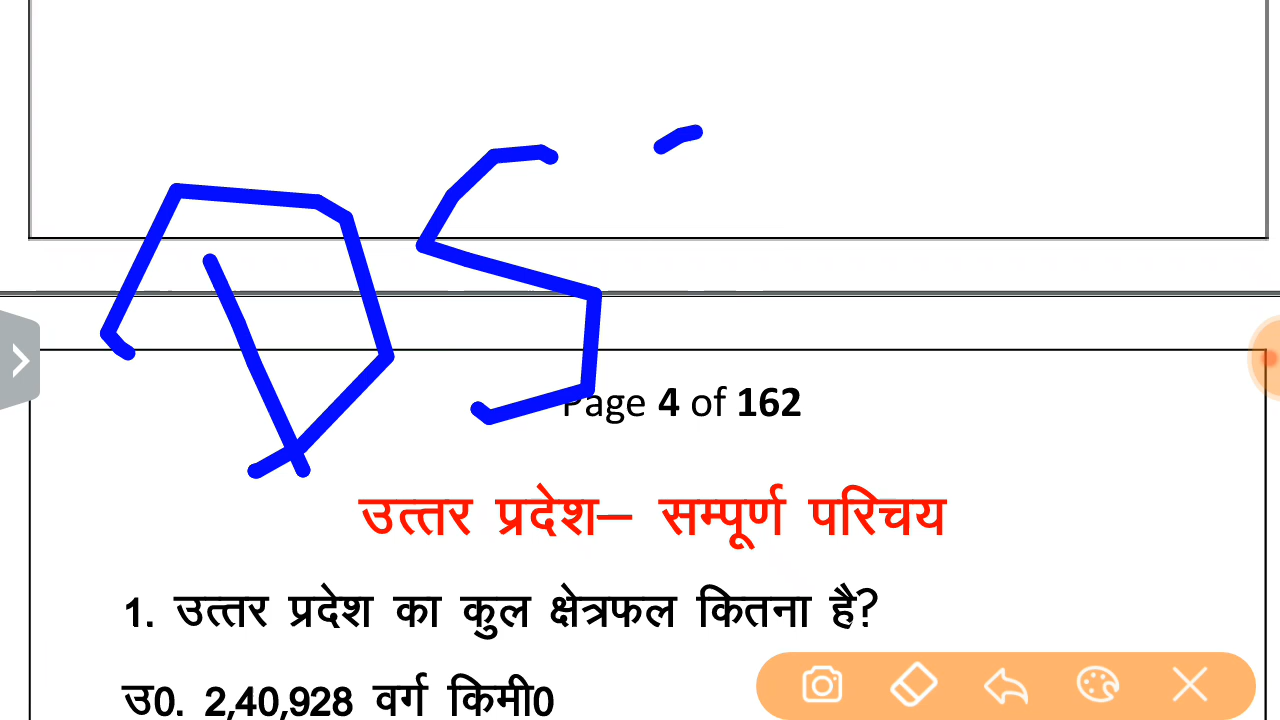 DS
Page 4 of 162
उत्तर प्रदेश– सम्पूर्ण परिचय
1. उत्तर प्रदेश का कुल क्षेत्रफल कितना है?
उ0. 2,40,928 वर्ग किमी0